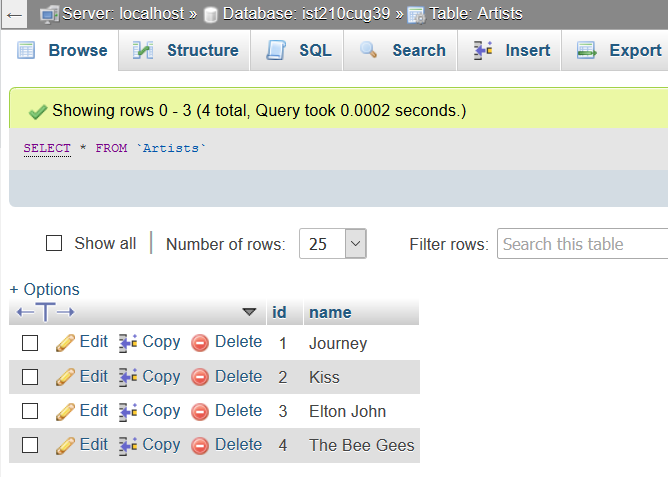 ← Server: localhost » Database: ist210cug39 » Table: Artists
Browse Structure SQL Search Insert Export
Showing rows 0 - 3 (4 total, Query took 0.0002 seconds.)
SELECT * FROM `Artists`
Show all | Number of rows: 25 Filter rows: Search this table
+ Options
←T→ id name
Edit Copy Delete 1 Journey
Edit Copy Delete 2 Kiss
Edit Copy Delete 3 Elton John
Edit Copy Delete 4 The Bee Gees